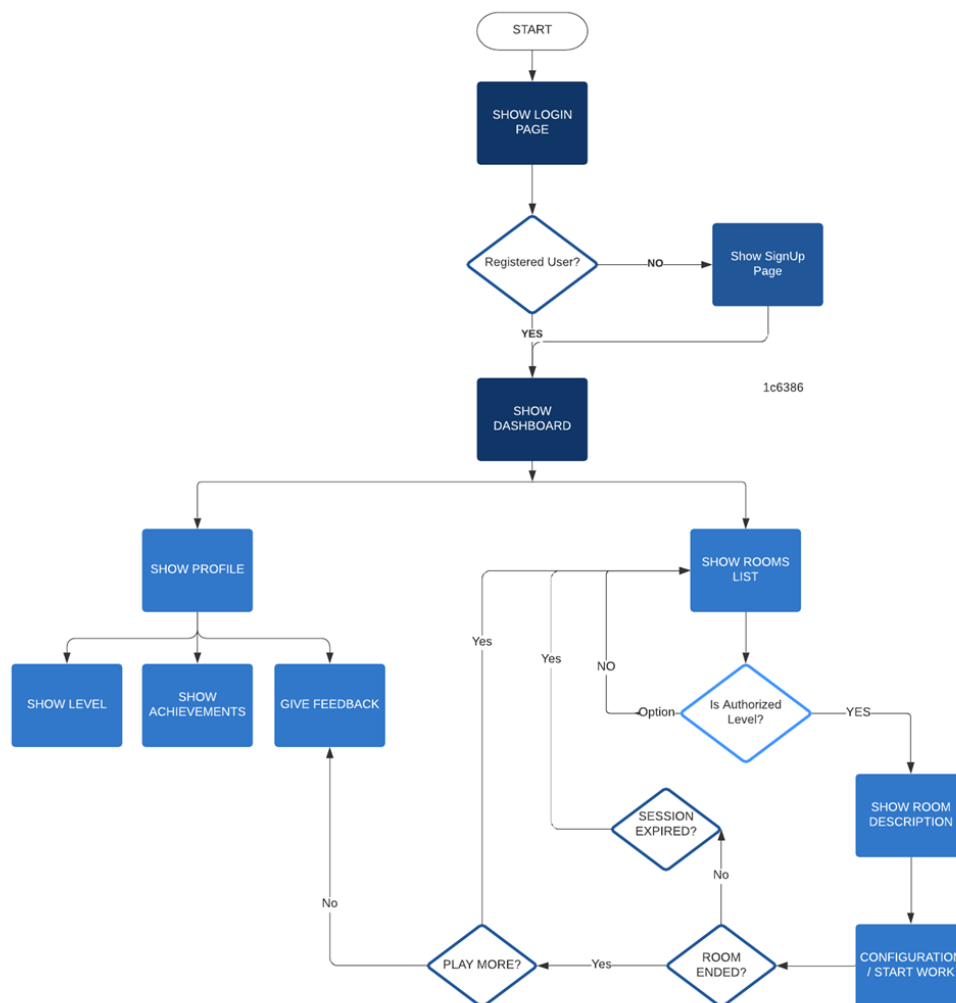 START
SHOW LOGIN
PAGE
Registered User?
NO
Show SignUp
Page
YES
1c6386
SHOW
DASHBOARD
SHOW PROFILE
SHOW ROOMS
LIST
Yes
Yes
NO
SHOW LEVEL
SHOW
ACHIEVEMENTS
GIVE FEEDBACK
Option
Is Authorized
Level?
YES
SHOW ROOM
DESCRIPTION
SESSION
EXPIRED?
No
No
PLAY MORE?
Yes
ROOM
ENDED?
CONFIGURATION
/ START WORK